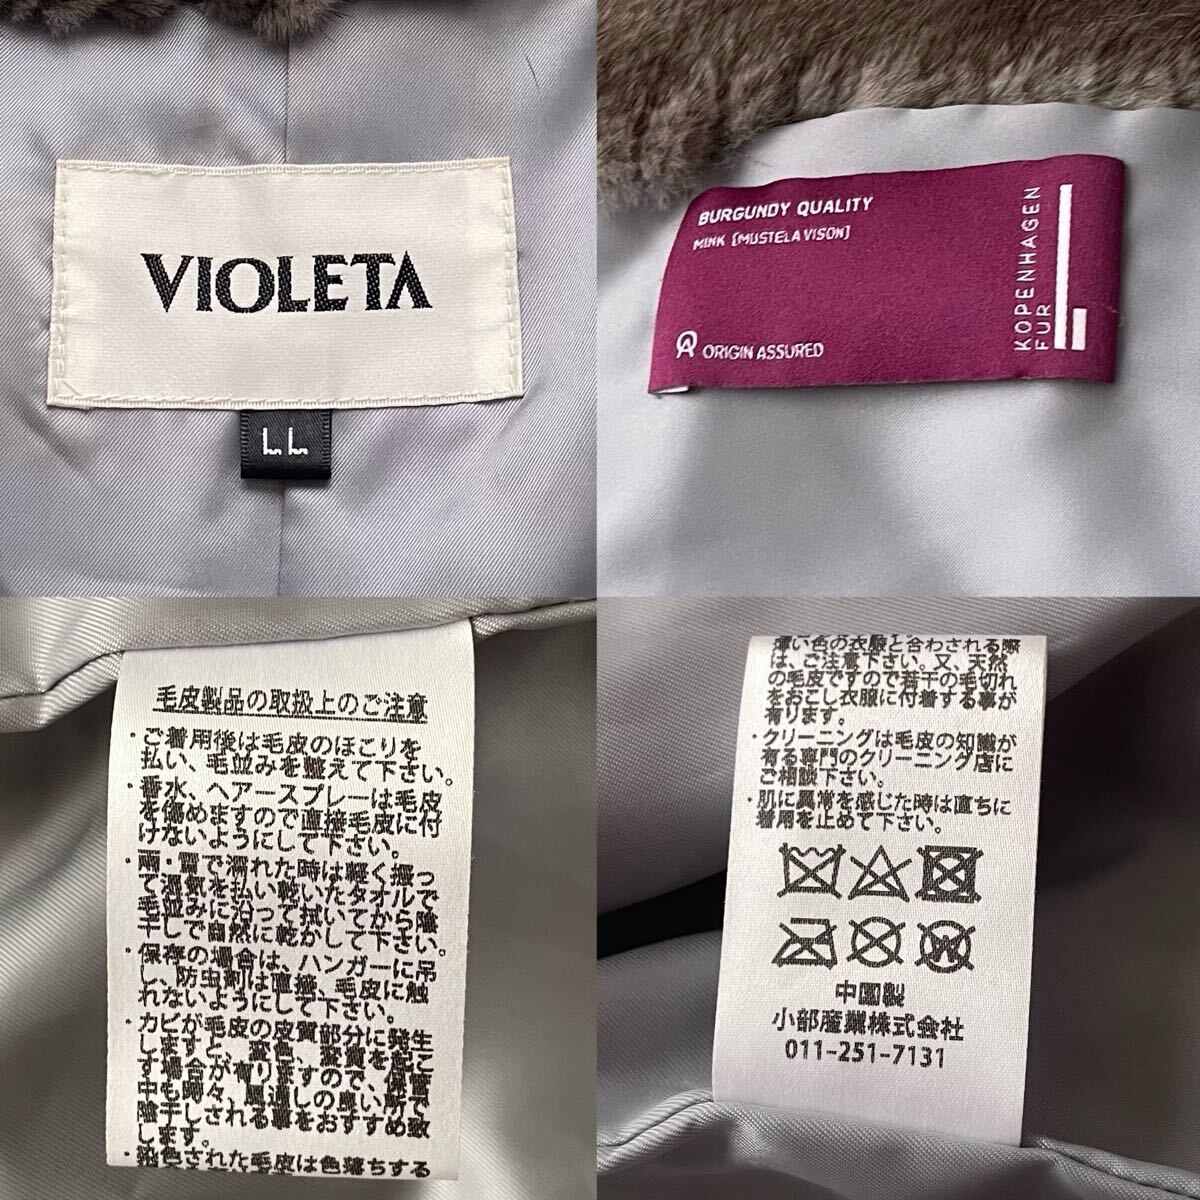 VIOLETA
LL
BURGUNDY QUALITY
MINK [MUSTELA VISON]
ORIGIN ASSURED
KOPENHAGEN
FUR
毛皮製品の取扱上のご注意
・ご着用後は毛皮のほこりを
払い、毛並みを整えて下さい。
・香水、ヘアースプレーは毛皮
を傷めますので直接毛皮に付
けないようにして下さい。
・雨・雪で濡れた時は軽く振っ
て湿気を払い乾いたタオルで
毛並みに沿って拭いてから陰
干しで自然に乾かして下さい。
・保存の場合は、ハンガーに吊
し、防虫剤は直接、毛皮に触
れないようにして下さい。
・カビが毛皮の皮質部分に発生
しますと、変色、変質を起こ
す場合が有りますので、保管
中も時々、風通しの良い所で
陰干しされる事をおすすめ致
します。
・染色された毛皮は色落ちする
薄い色の衣服と合わされる際
は、ご注意下さい。又、天然
の毛皮ですので若干の毛切れ
をおこし衣服に付着する事が
有ります。
・クリーニングは毛皮の知識が
有る専門のクリーニング店に
ご相談下さい。
・肌に異常を感じた時は直ちに
着用を止めて下さい。
中国製
小部産業株式会社
011-251-7131